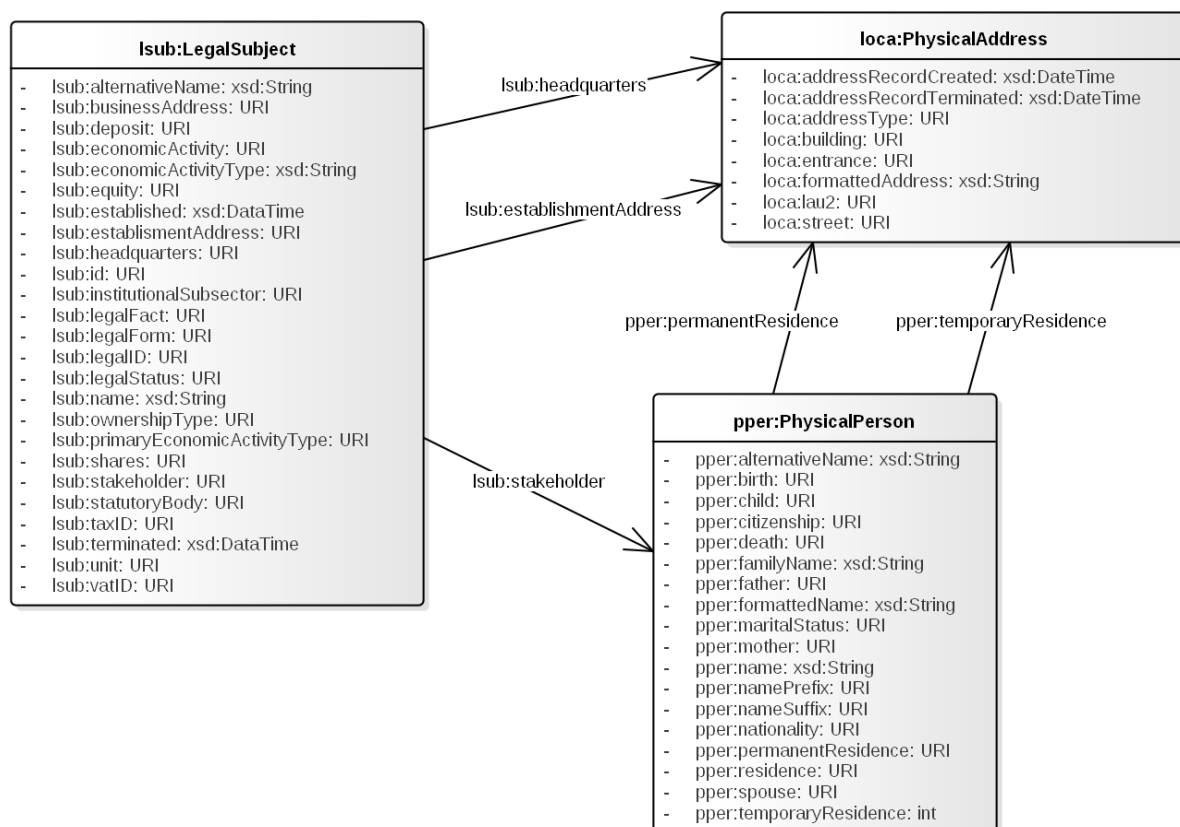 lsub:LegalSubject
- lsub:alternativeName: xsd:String
- lsub:businessAddress: URI
- lsub:deposit: URI
- lsub:economicActivity: URI
- lsub:economicActivityType: xsd:String
- lsub:equity: URI
- lsub:established: xsd:DataTime
- lsub:establismentAddress: URI
- lsub:headquarters: URI
- lsub:id: URI
- lsub:institutionalSubsector: URI
- lsub:legalFact: URI
- lsub:legalForm: URI
- lsub:legalID: URI
- lsub:legalStatus: URI
- lsub:name: xsd:String
- lsub:ownershipType: URI
- lsub:primaryEconomicActivityType: URI
- lsub:shares: URI
- lsub:stakeholder: URI
- lsub:statutoryBody: URI
- lsub:taxID: URI
- lsub:terminated: xsd:DataTime
- lsub:unit: URI
- lsub:vatID: URI
lsub:headquarters
lsub:establishmentAddress
lsub:stakeholder
loca:PhysicalAddress
- loca:addressRecordCreated: xsd:DateTime
- loca:addressRecordTerminated: xsd:DateTime
- loca:addressType: URI
- loca:building: URI
- loca:entrance: URI
- loca:formattedAddress: xsd:String
- loca:lau2: URI
- loca:street: URI
pper:permanentResidence
pper:temporaryResidence
pper:PhysicalPerson
- pper:alternativeName: xsd:String
- pper:birth: URI
- pper:child: URI
- pper:citizenship: URI
- pper:death: URI
- pper:familyName: xsd:String
- pper:father: URI
- pper:formattedName: xsd:String
- pper:maritalStatus: URI
- pper:mother: URI
- pper:name: xsd:String
- pper:namePrefix: URI
- pper:nameSuffix: URI
- pper:nationality: URI
- pper:permanentResidence: URI
- pper:residence: URI
- pper:spouse: URI
- pper:temporaryResidence: int